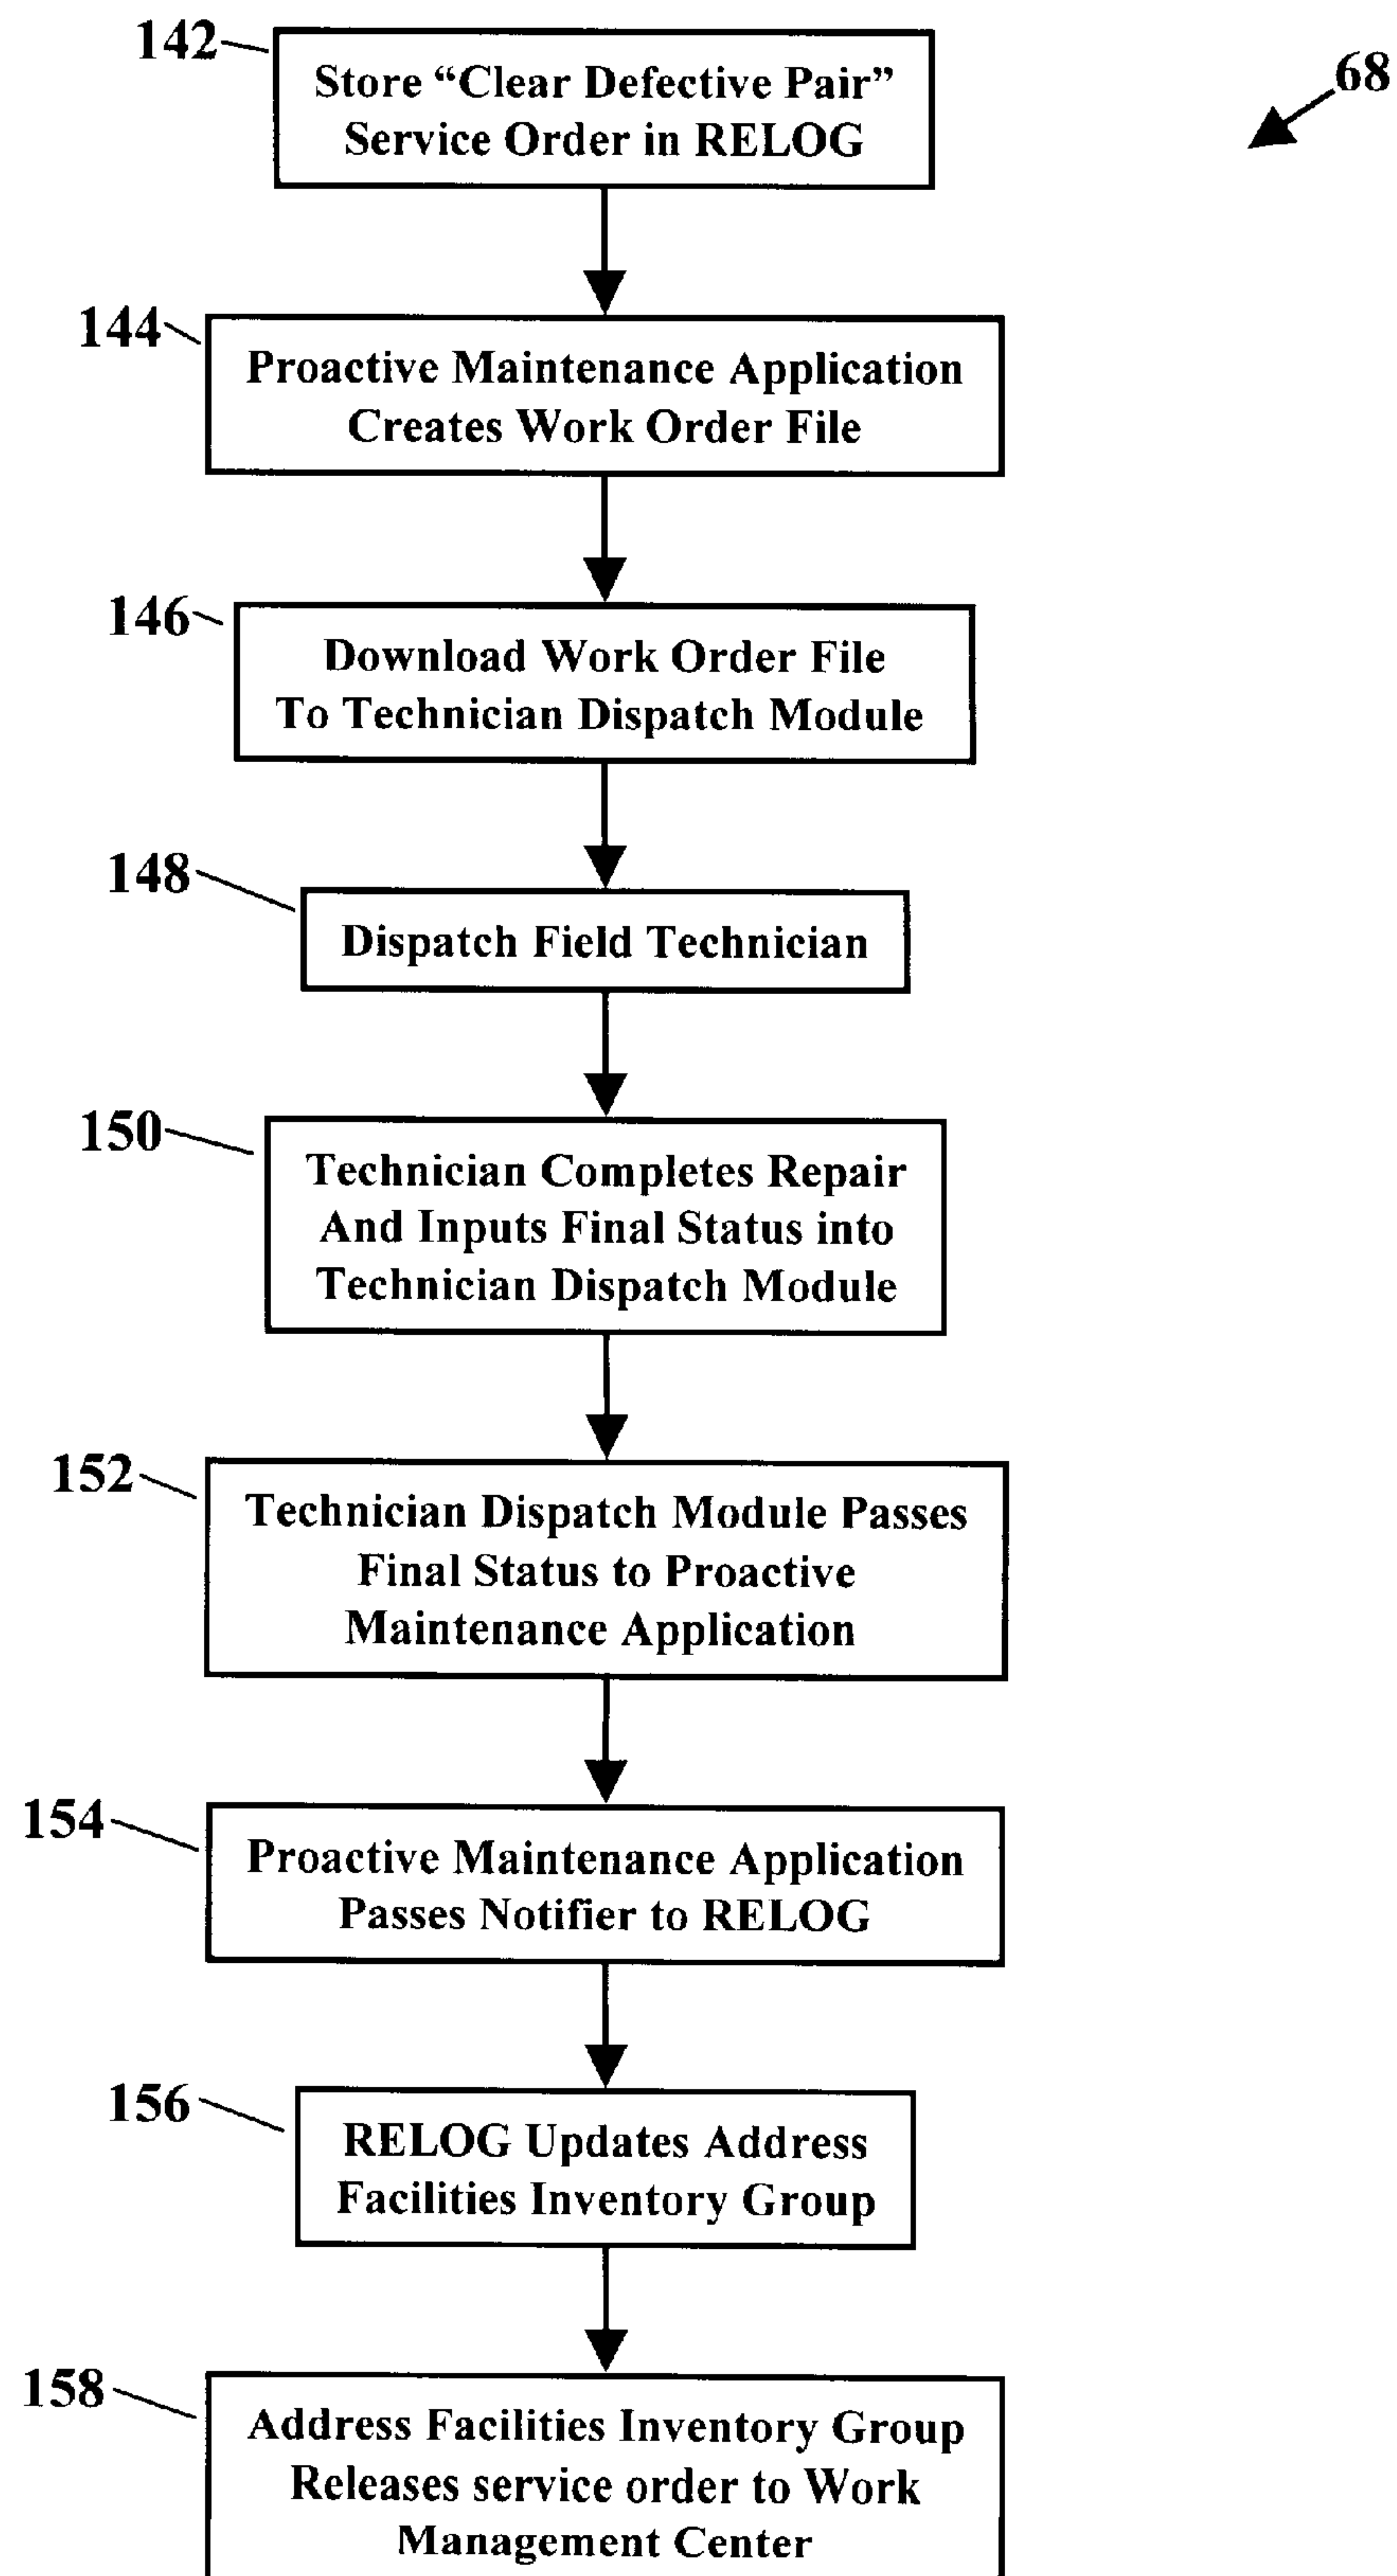 142
Store “Clear Defective Pair”
Service Order in RELOG
68
144
Proactive Maintenance Application
Creates Work Order File
146
Download Work Order File
To Technician Dispatch Module
148
Dispatch Field Technician
150
Technician Completes Repair
And Inputs Final Status into
Technician Dispatch Module
152
Technician Dispatch Module Passes
Final Status to Proactive
Maintenance Application
154
Proactive Maintenance Application
Passes Notifier to RELOG
156
RELOG Updates Address
Facilities Inventory Group
158
Address Facilities Inventory Group
Releases service order to Work
Management Center